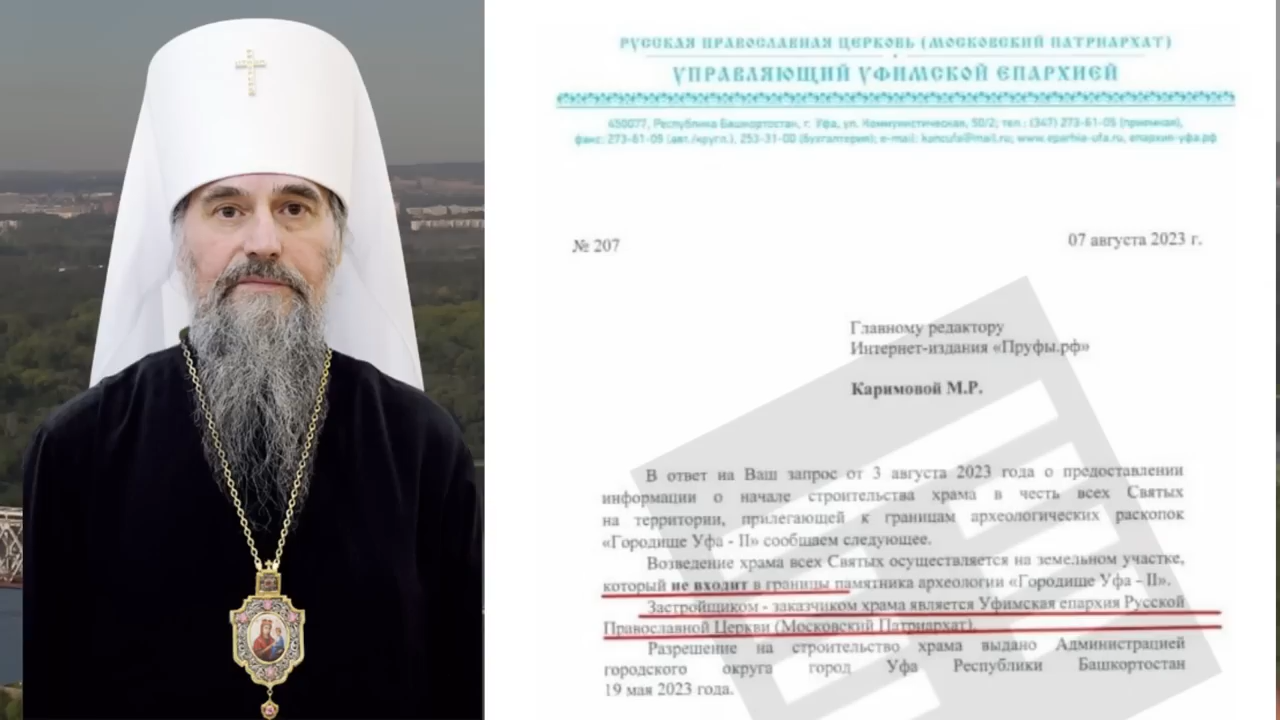 РУССКАЯ ПРАВОСЛАВНАЯ ЦЕРКОВЬ (МОСКОВСКИЙ ПАТРИАРХАТ)
УПРАВЛЯЮЩИЙ УФИМСКОЙ ЕПАРХИЕЙ
450077, Республика Башкортостан, г. Уфа, ул. Коммунистическая, 50/2; тел.: (347) 273-61-05 (приемная),
факс: 273-61-09 (авт./кругл.), 253-31-00 (бухгалтерия); e-mail: kancufa@mail.ru; www.eparhia-ufa.ru, епархия-уфа.рф
№ 207
07 августа 2023 г.
Главному редактору
Интернет-издания «Пруфы.рф»
Каримовой М.Р.
В ответ на Ваш запрос от 3 августа 2023 года о предоставлении
информации о начале строительства храма в честь всех Святых
на территории, прилегающей к границам археологических раскопок
«Городище Уфа - II» сообщаем следующее.
Возведение храма всех Святых осуществляется на земельном участке,
который не входит в границы памятника археологии «Городище Уфа – II».
Застройщиком - заказчиком храма является Уфимская епархия Русской
Православной Церкви (Московский Патриархат).
Разрешение на строительство храма выдано Администрацией
городского округа город Уфа Республики Башкортостан
19 мая 2023 года.